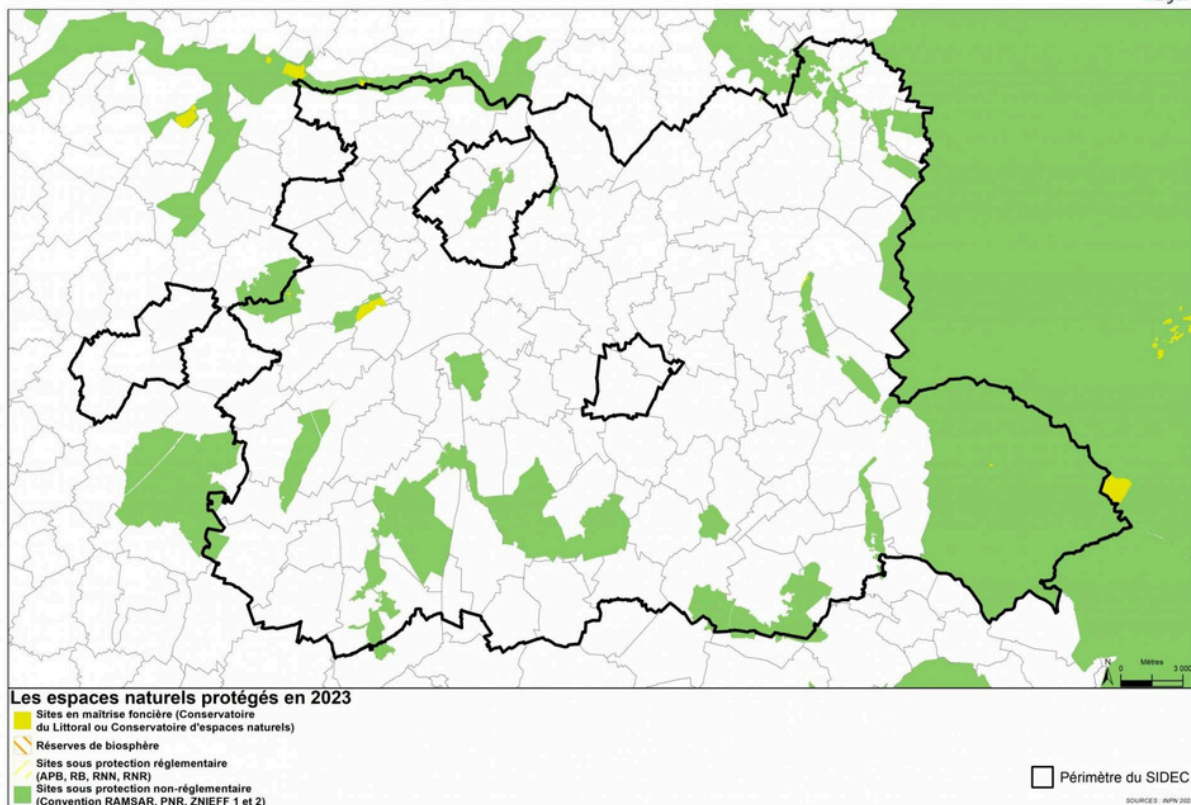 N
Mètres
0 3 000
Les espaces naturels protégés en 2023
Sites en maîtrise foncière (Conservatoire
du Littoral ou Conservatoire d'espaces naturels)
Réserves de biosphère
Sites sous protection réglementaire
(APB, RB, RNN, RNR)
Sites sous protection non-réglementaire
(Convention RAMSAR, PNR, ZNIEFF 1 et 2)
Périmètre du SIDEC
SOURCES : INPN